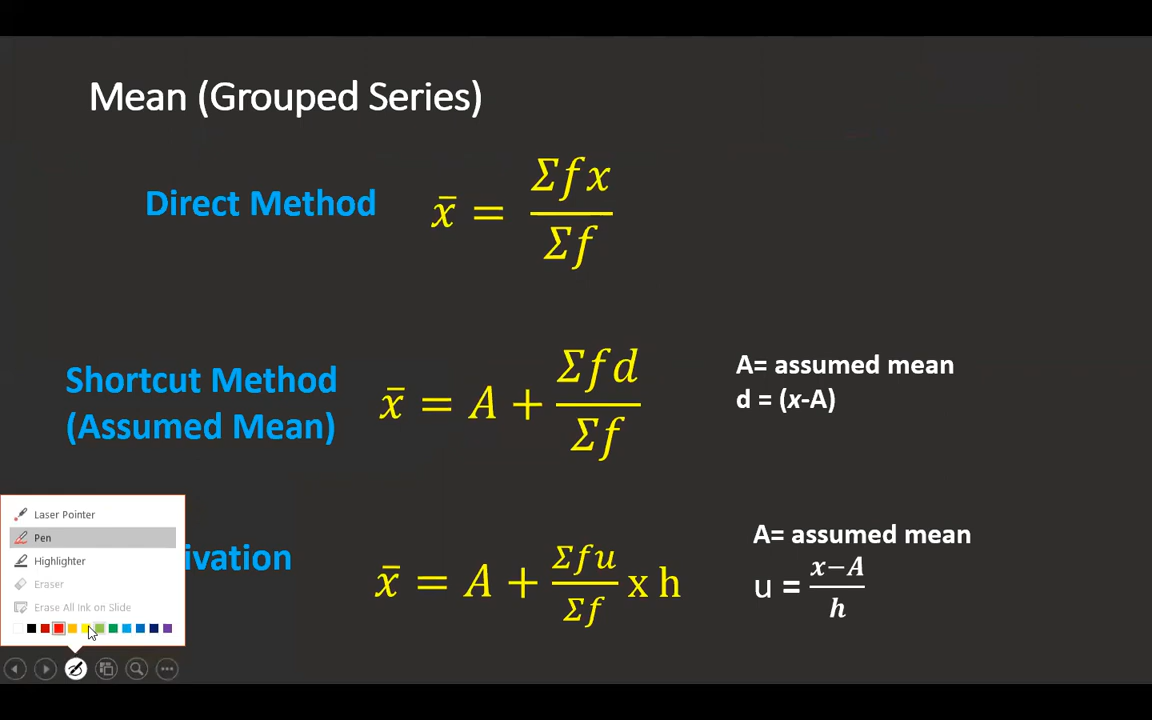 Mean (Grouped Series)
Direct Method x̄ = Σfx / Σf
Shortcut Method
(Assumed Mean) x̄ = A + Σfd / Σf
A= assumed mean
d = (x-A)
Laser Pointer
Pen
Highlighter
Eraser
Erase All Ink on Slide
ivation x̄ = A + Σfu / Σf x h
A= assumed mean
u = x−A / h